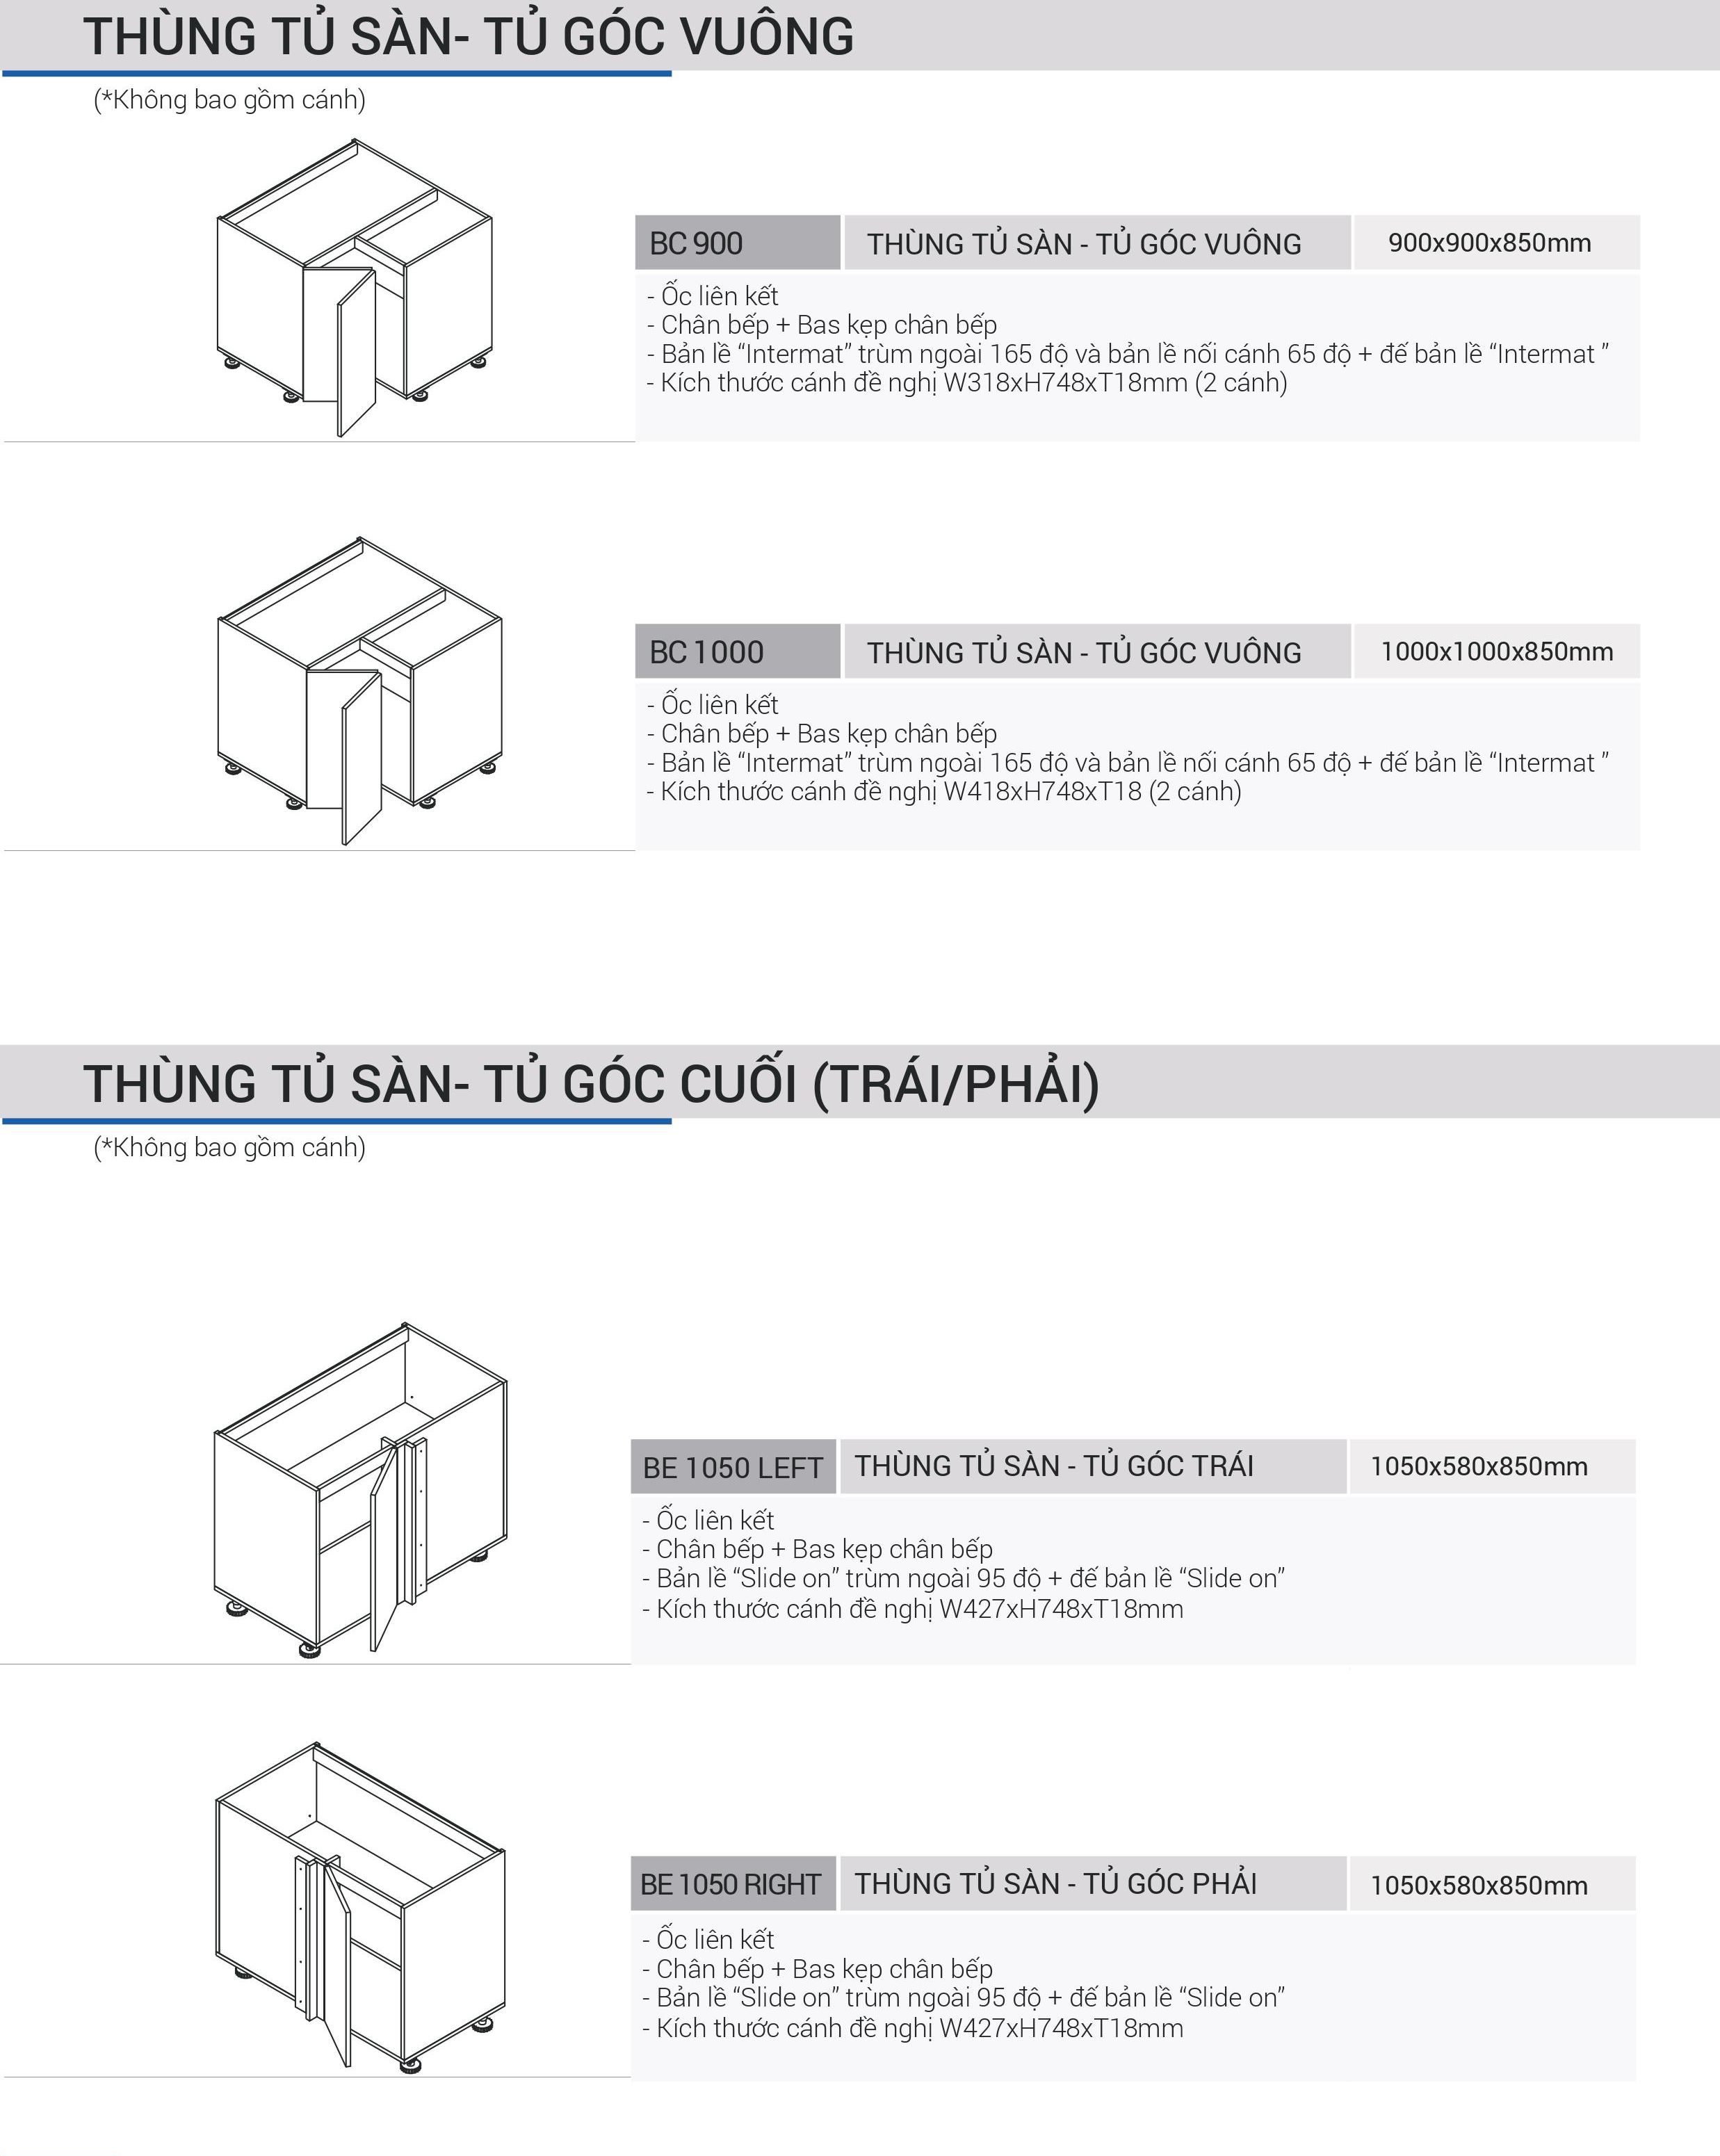 THÙNG TỦ SÀN- TỦ GÓC VUÔNG
(*Không bao gồm cánh)
BC 900 THÙNG TỦ SÀN - TỦ GÓC VUÔNG 900x900x850mm
- Ốc liên kết
- Chân bếp + Bas kẹp chân bếp
- Bản lề “Intermat” trùm ngoài 165 độ và bản lề nối cánh 65 độ + đế bản lề “Intermat ”
- Kích thước cánh đề nghị W318xH748xT18mm (2 cánh)
BC 1000 THÙNG TỦ SÀN - TỦ GÓC VUÔNG 1000x1000x850mm
- Ốc liên kết
- Chân bếp + Bas kẹp chân bếp
- Bản lề “Intermat” trùm ngoài 165 độ và bản lề nối cánh 65 độ + đế bản lề “Intermat ”
- Kích thước cánh đề nghị W418xH748xT18 (2 cánh)
THÙNG TỦ SÀN- TỦ GÓC CUỐI (TRÁI/PHẢI)
(*Không bao gồm cánh)
BE 1050 LEFT THÙNG TỦ SÀN - TỦ GÓC TRÁI 1050x580x850mm
- Ốc liên kết
- Chân bếp + Bas kẹp chân bếp
- Bản lề “Slide on” trùm ngoài 95 độ + đế bản lề “Slide on”
- Kích thước cánh đề nghị W427xH748xT18mm
BE 1050 RIGHT THÙNG TỦ SÀN - TỦ GÓC PHẢI 1050x580x850mm
- Ốc liên kết
- Chân bếp + Bas kẹp chân bếp
- Bản lề “Slide on” trùm ngoài 95 độ + đế bản lề “Slide on”
- Kích thước cánh đề nghị W427xH748xT18mm